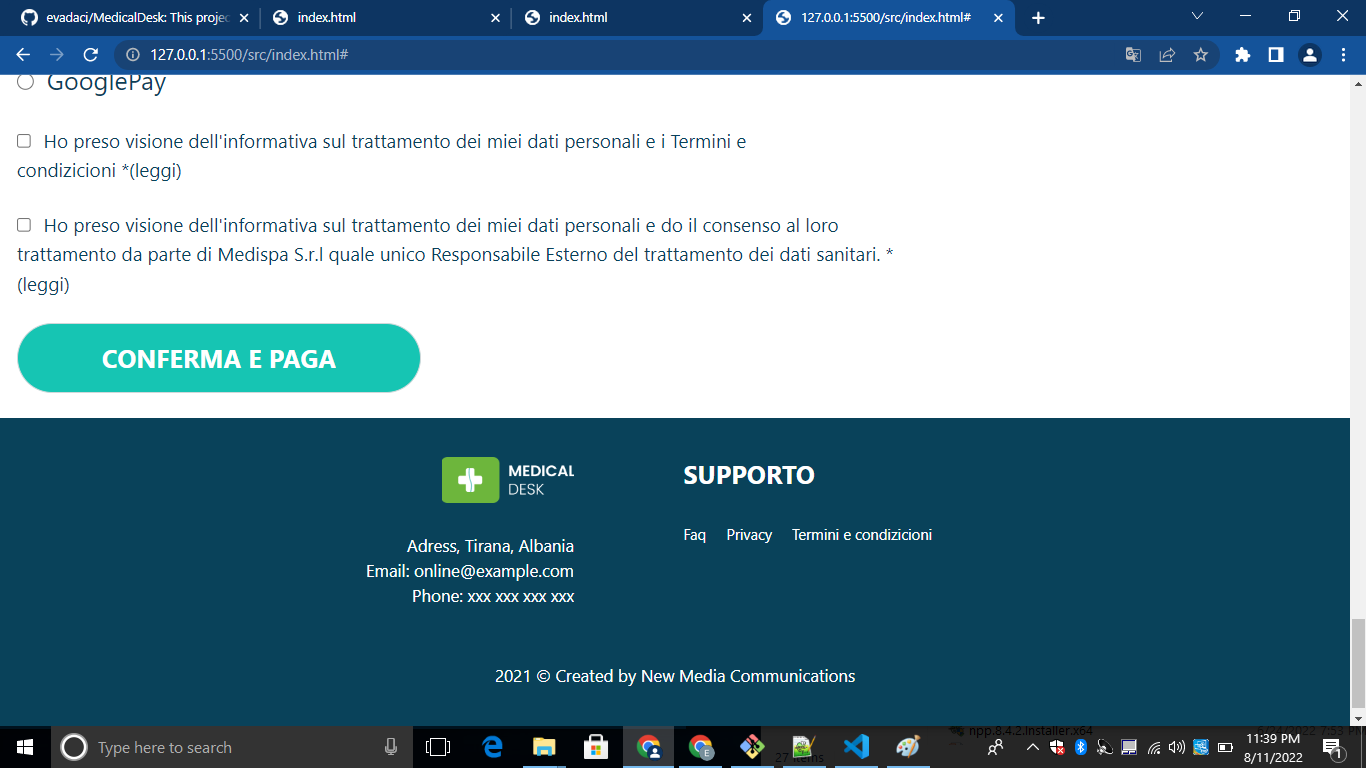 evadaci/MedicalDesk: This projec
index.html
index.html
127.0.0.1:5500/src/index.html#
127.0.0.1:5500/src/index.html#
GooglePay
Ho preso visione dell'informativa sul trattamento dei miei dati personali e i Termini e
condizicioni *(leggi)
Ho preso visione dell'informativa sul trattamento dei miei dati personali e do il consenso al loro
trattamento da parte di Medispa S.r.l quale unico Responsabile Esterno del trattamento dei dati sanitari. *
(leggi)
CONFERMA E PAGA
MEDICAL
DESK
Adress, Tirana, Albania
Email: online@example.com
Phone: xxx xxx xxx xxx
SUPPORTO
Faq Privacy Termini e condizicioni
2021 © Created by New Media Communications
Type here to search
E
27 items
npp.8.4.2.Installer.x64
11:39 PM
8/11/2022
1